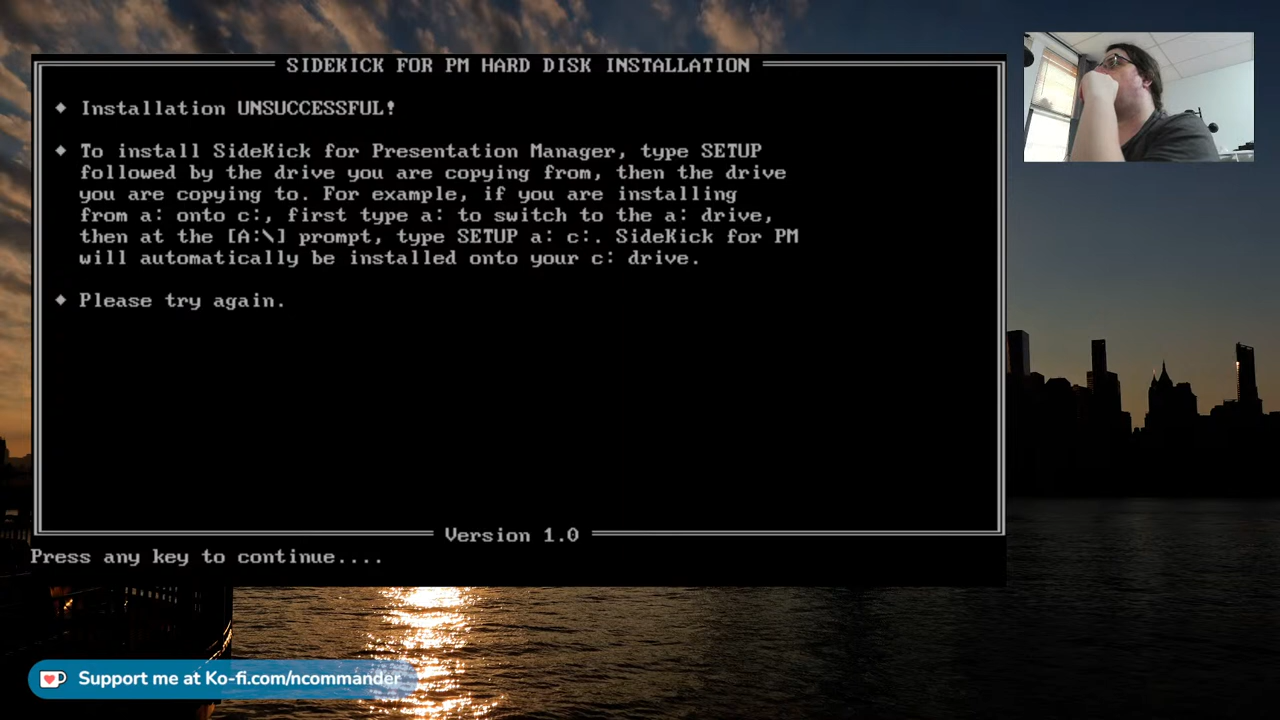 SIDEKICK FOR PM HARD DISK INSTALLATION
♦ Installation UNSUCCESSFUL!
♦ To install SideKick for Presentation Manager, type SETUP
followed by the drive you are copying from, then the drive
you are copying to. For example, if you are installing
from a: onto c:, first type a: to switch to the a: drive,
then at the [A:\] prompt, type SETUP a: c:. SideKick for PM
will automatically be installed onto your c: drive.
♦ Please try again.
Version 1.0
Press any key to continue....
Support me at Ko-fi.com/ncommander